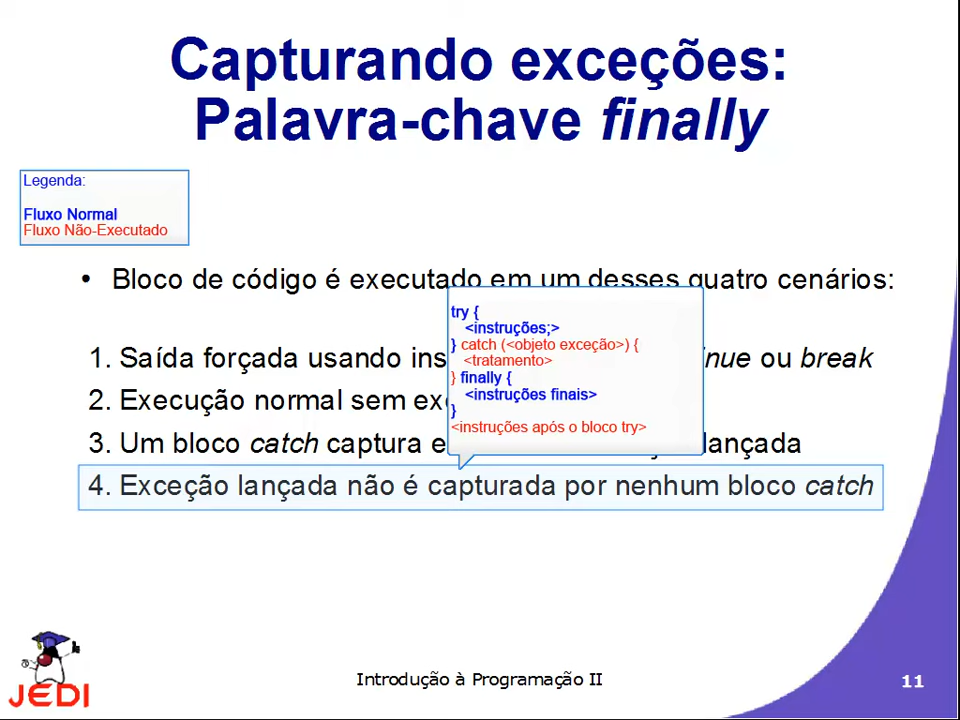 Capturando exceções:
Palavra-chave finally
Legenda:
Fluxo Normal
Fluxo Não-Executado
• Bloco de código é executado em um desses quatro cenários:
try {
<instruções;>
} catch (<objeto exceção>) {
<tratamento>
} finally {
<instruções finais>
}
<instruções após o bloco try>
1. Saída forçada usando ou break
2. Execução normal sem
3. Um bloco catch captura lançada
4. Exceção lançada não é capturada por nenhum bloco catch
JEDI
Introdução à Programação II
11